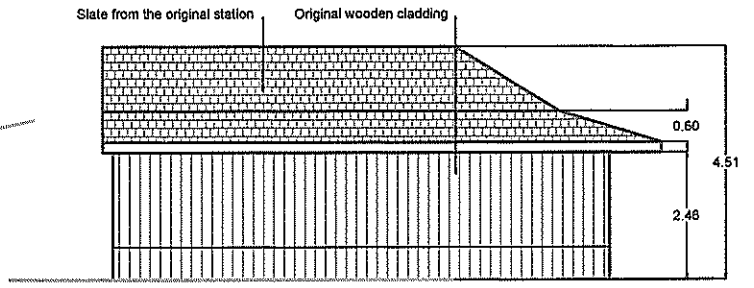 Slate from the original station
Original wooden cladding
0.60
4.51
2.46